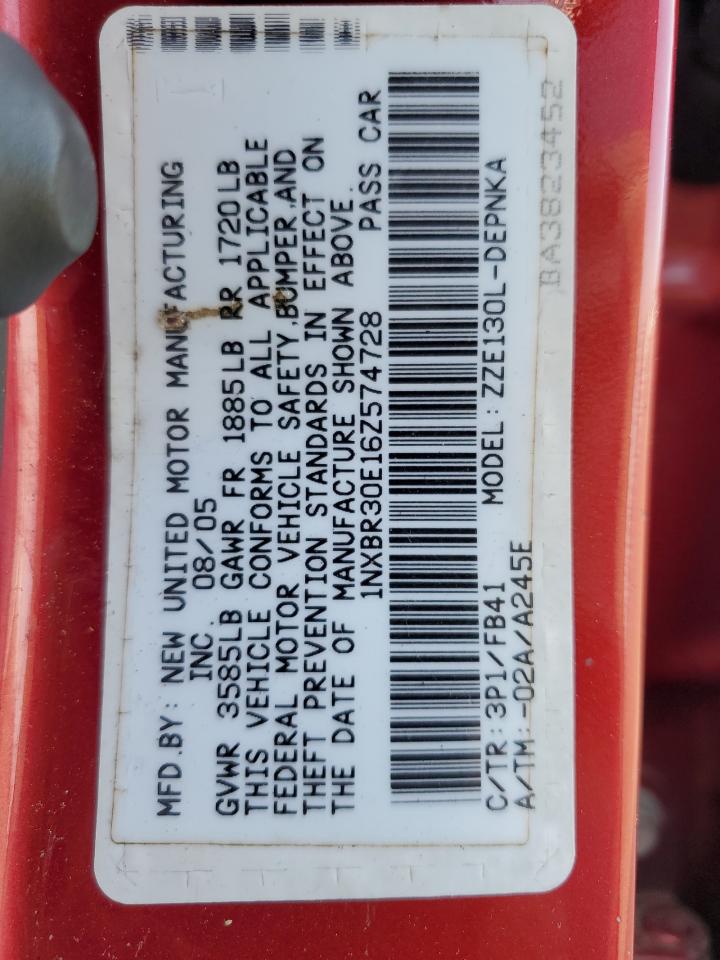 MFD.BY: NEW UNITED MOTOR MANUFACTURING
INC. 08/05
GVWR 3585LB GAWR FR 1885LB RR 1720LB
THIS VEHICLE CONFORMS TO ALL APPLICABLE
FEDERAL MOTOR VEHICLE SAFETY,BUMPER,AND
THEFT PREVENTION STANDARDS IN EFFECT ON
THE DATE OF MANUFACTURE SHOWN ABOVE.
1NXBR30E16Z574728 PASS CAR
C/TR:3P1/FB41 MODEL:ZZE130L-DEPNKA
A/TM:-02A/A245E
BA3823452